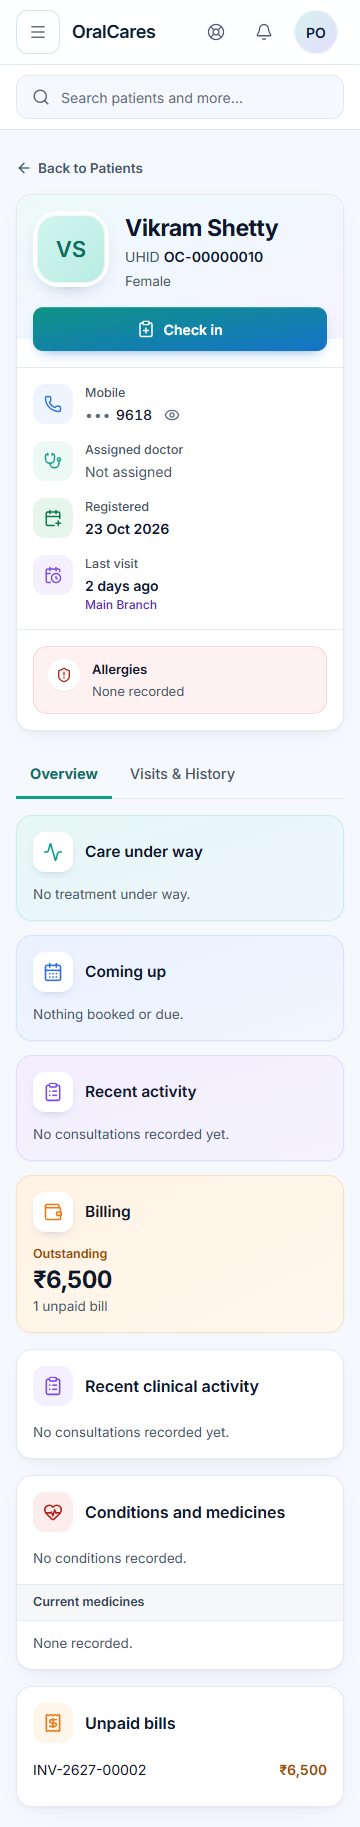 OralCares
PO
Search patients and more...
Back to Patients
VS
Vikram Shetty
UHID OC-00000010
Female
Check in
Mobile
••• 9618
Assigned doctor
Not assigned
Registered
23 Oct 2026
Last visit
2 days ago
Main Branch
Allergies
None recorded
Overview
Visits & History
Care under way
No treatment under way.
Coming up
Nothing booked or due.
Recent activity
No consultations recorded yet.
Billing
Outstanding
₹6,500
1 unpaid bill
Recent clinical activity
No consultations recorded yet.
Conditions and medicines
No conditions recorded.
Current medicines
None recorded.
Unpaid bills
INV-2627-00002 ₹6,500